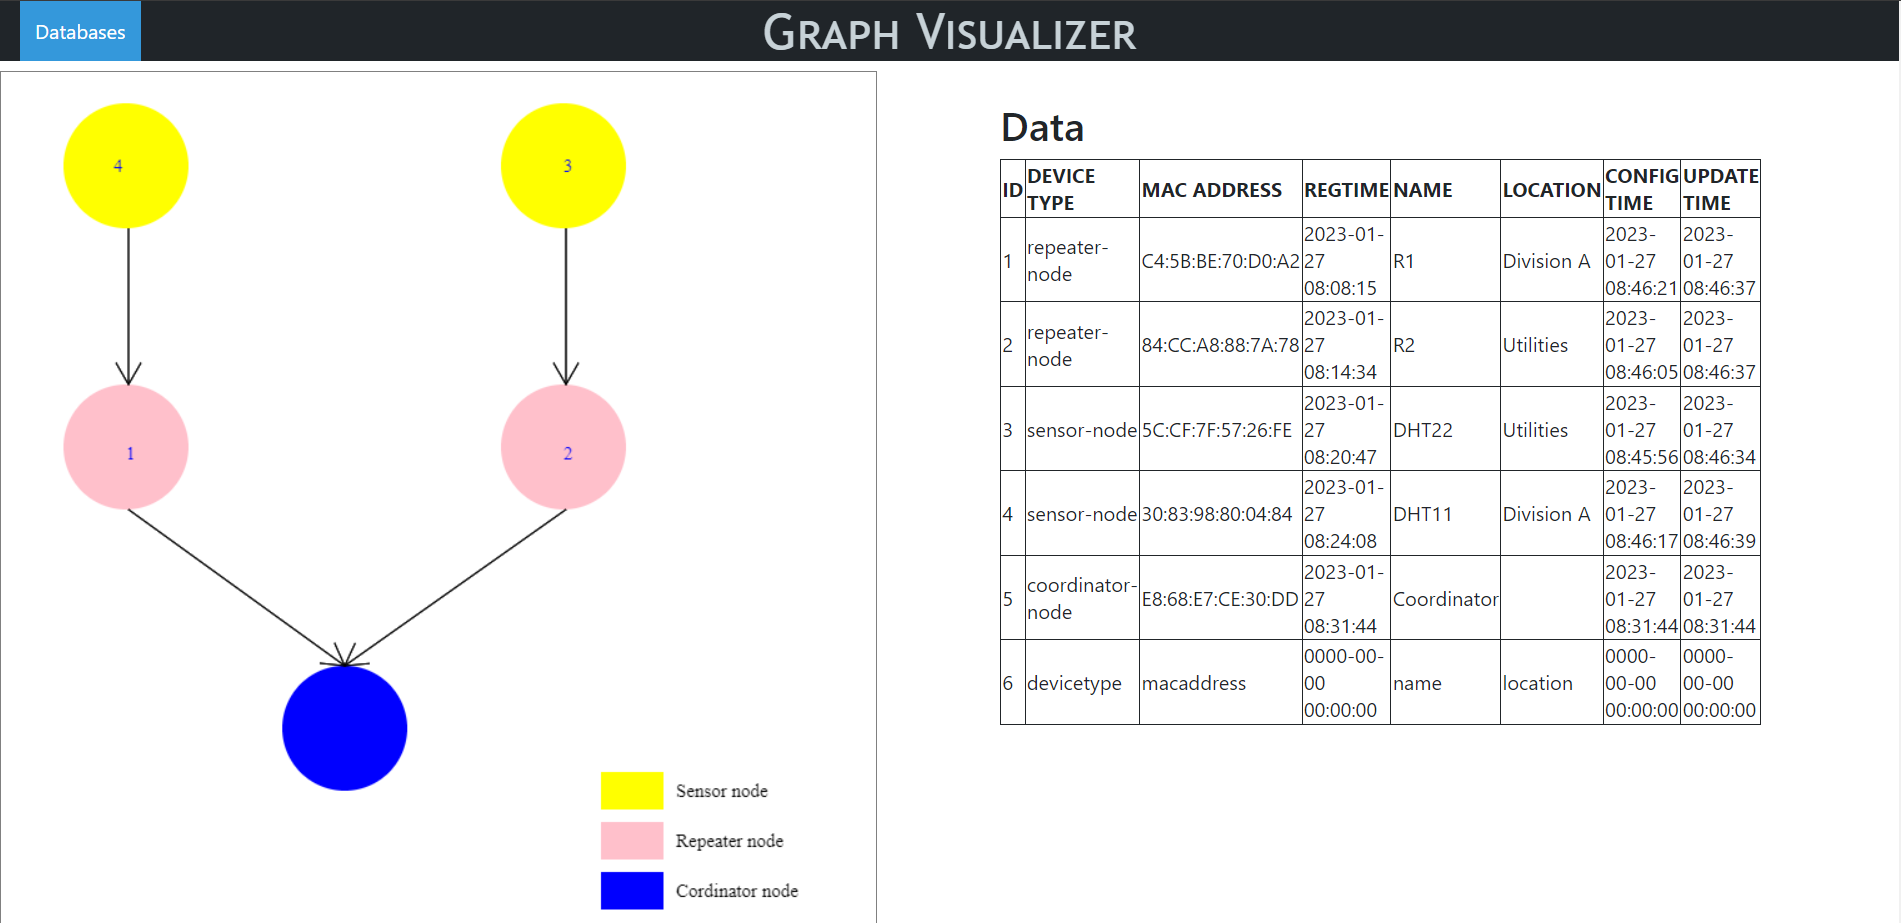 Databases
GRAPH VISUALIZER
4
3
1
2
Sensor node
Repeater node
Cordinator node
Data
ID DEVICE TYPE MAC ADDRESS REGTIME NAME LOCATION CONFIG TIME UPDATE TIME
1 repeater-node C4:5B:BE:70:D0:A2 2023-01-27 08:08:15 R1 Division A 2023-01-27 08:46:21 2023-01-27 08:46:37
2 repeater-node 84:CC:A8:88:7A:78 2023-01-27 08:14:34 R2 Utilities 2023-01-27 08:46:05 2023-01-27 08:46:37
3 sensor-node 5C:CF:7F:57:26:FE 2023-01-27 08:20:47 DHT22 Utilities 2023-01-27 08:45:56 2023-01-27 08:46:34
4 sensor-node 30:83:98:80:04:84 2023-01-27 08:24:08 DHT11 Division A 2023-01-27 08:46:17 2023-01-27 08:46:39
5 coordinator-node E8:68:E7:CE:30:DD 2023-01-27 08:31:44 Coordinator 2023-01-27 08:31:44 2023-01-27 08:31:44
6 devicetype macaddress 0000-00-00 00:00:00 name location 0000-00-00 00:00:00 0000-00-00 00:00:00